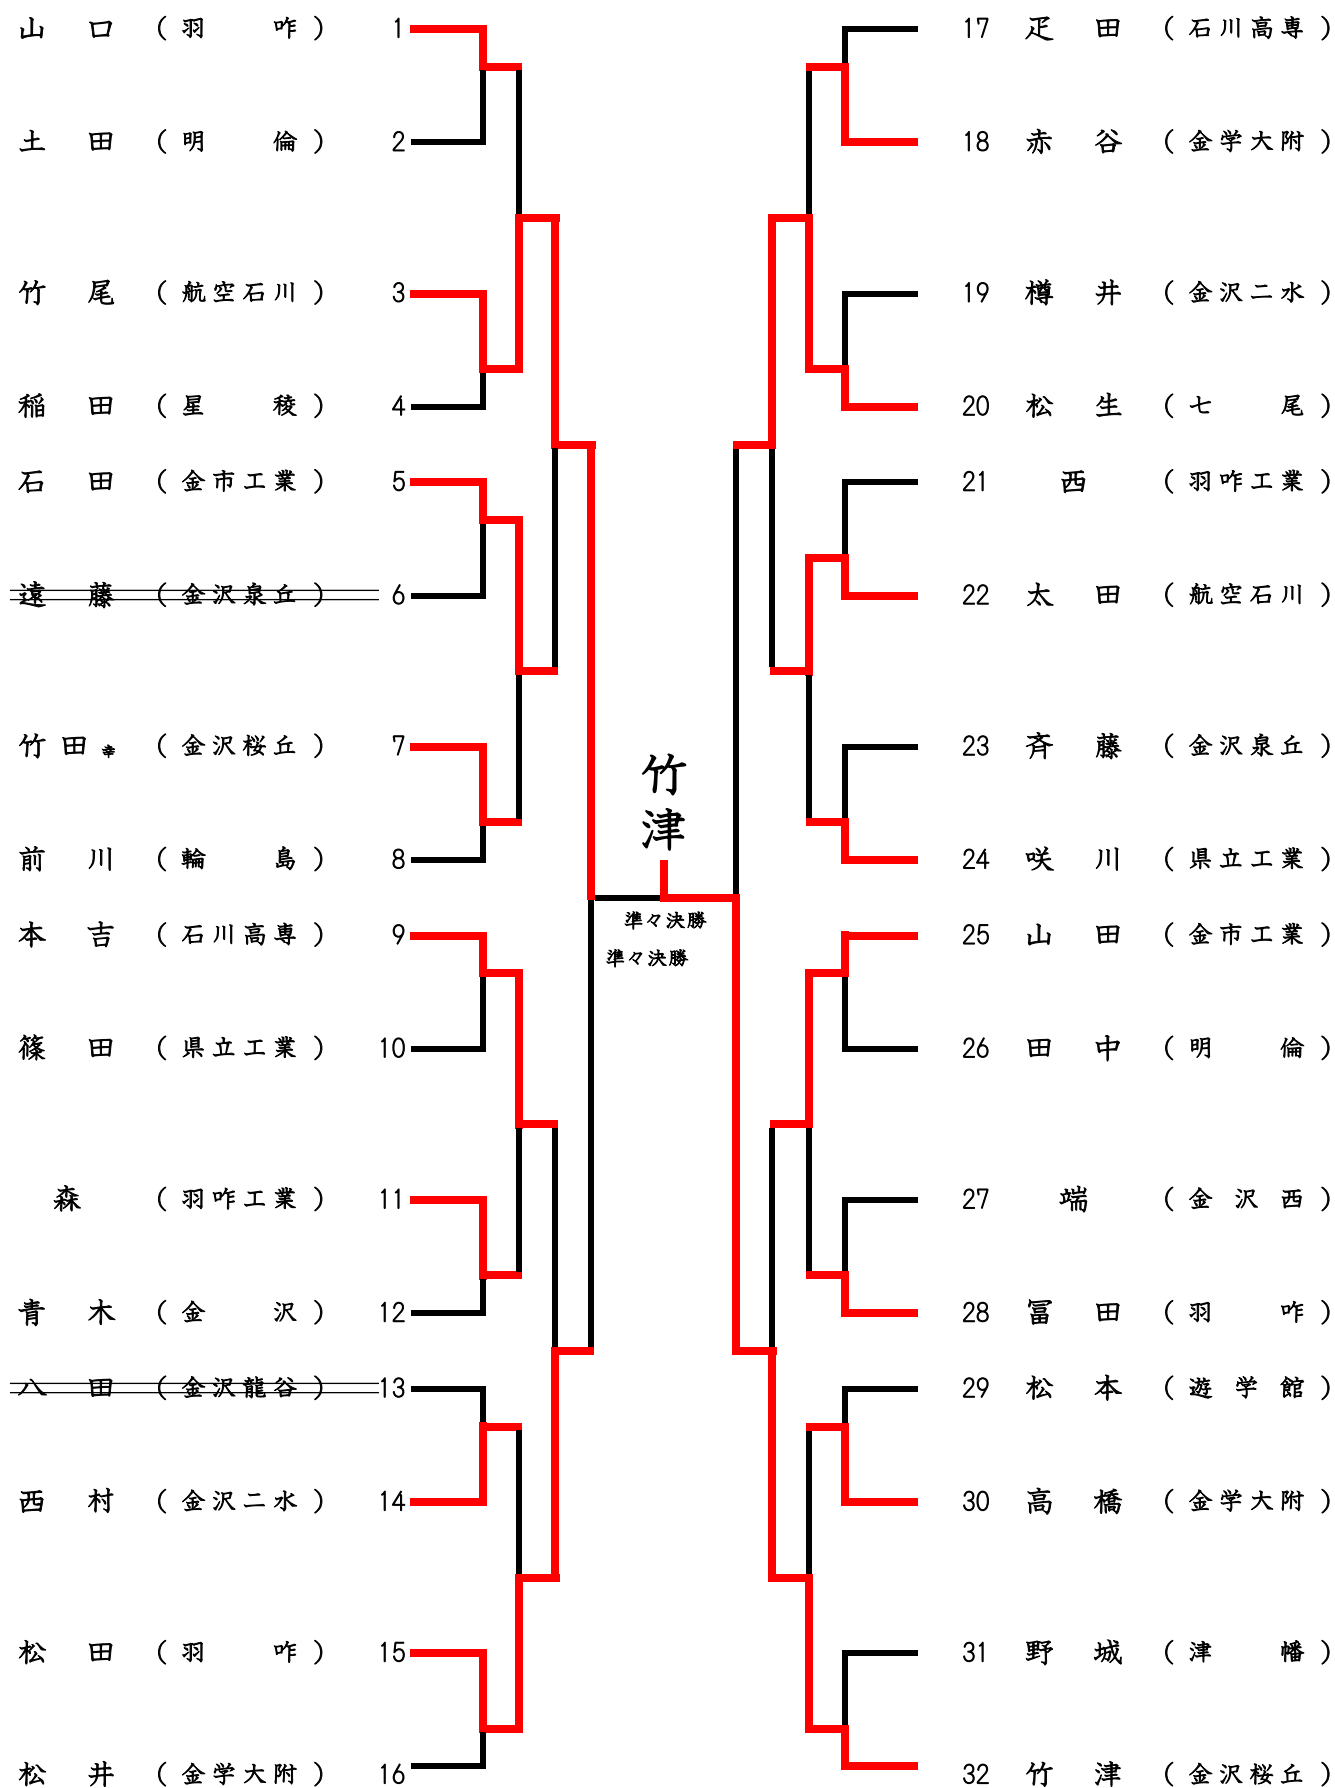 山口（羽咋）1
土田（明倫）2
竹尾（航空石川）3
稲田（星稜）4
石田（金市工業）5
遠藤（金沢泉丘）6
竹田幸（金沢桜丘）7
前川（輪島）8
本吉（石川高専）9
篠田（県立工業）10
森（羽咋工業）11
青木（金沢）12
八田（金沢龍谷）13
西村（金沢二水）14
松田（羽咋）15
松井（金学大附）16
竹津
準々決勝
準々決勝
17 疋田（石川高専）
18 赤谷（金学大附）
19 樽井（金沢二水）
20 松生（七尾）
21 西（羽咋工業）
22 太田（航空石川）
23 斉藤（金沢泉丘）
24 咲川（県立工業）
25 山田（金市工業）
26 田中（明倫）
27 端（金沢西）
28 冨田（羽咋）
29 松本（遊学館）
30 高橋（金学大附）
31 野城（津幡）
32 竹津（金沢桜丘）